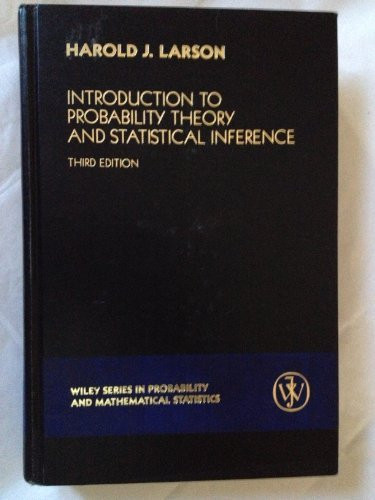 HAROLD J. LARSON
INTRODUCTION TO
PROBABILITY THEORY
AND STATISTICAL INFERENCE
THIRD EDITION
WILEY SERIES IN PROBABILITY
AND MATHEMATICAL STATISTICS